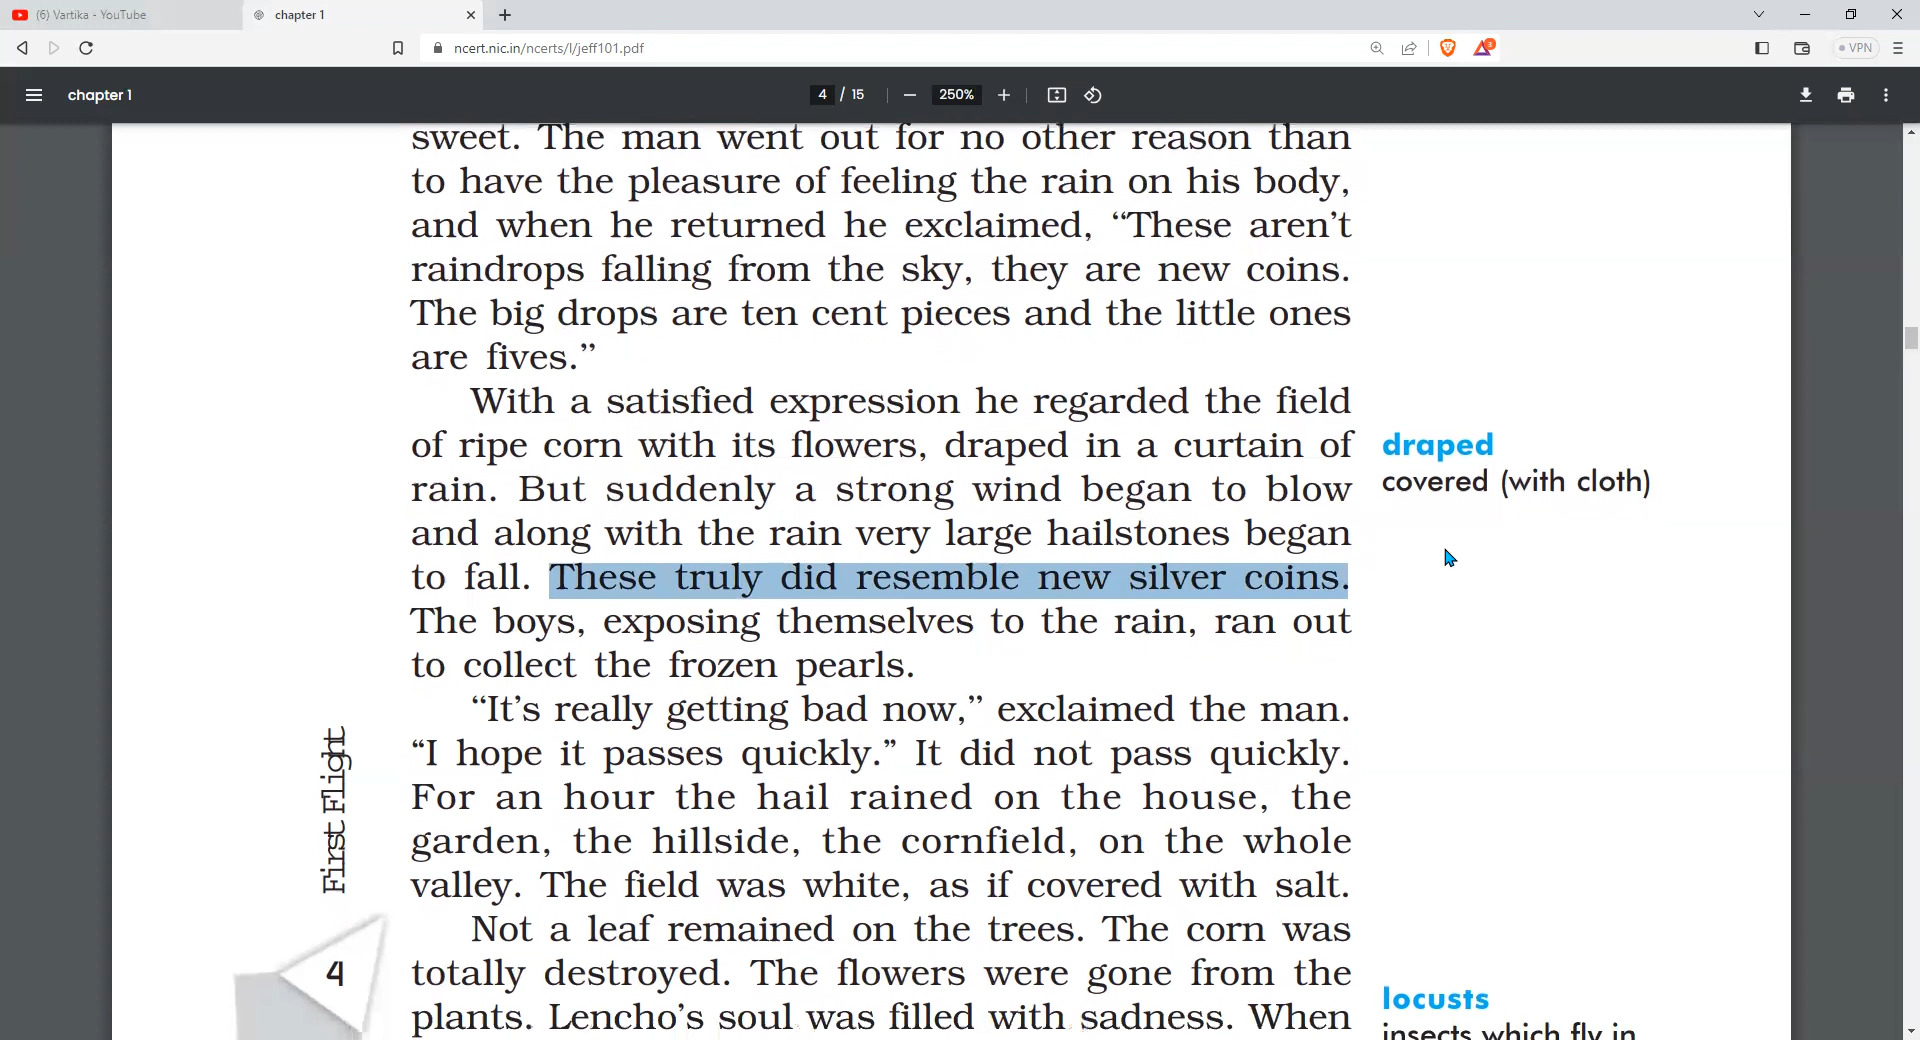 (6) Vartika - YouTube
chapter 1
ncert.nic.in/ncerts/l/jeff101.pdf
3
VPN
chapter 1
4 / 15
250%
sweet. The man went out for no other reason than
to have the pleasure of feeling the rain on his body,
and when he returned he exclaimed, “These aren’t
raindrops falling from the sky, they are new coins.
The big drops are ten cent pieces and the little ones
are fives.”
With a satisfied expression he regarded the field
of ripe corn with its flowers, draped in a curtain of
rain. But suddenly a strong wind began to blow
and along with the rain very large hailstones began
to fall. These truly did resemble new silver coins.
The boys, exposing themselves to the rain, ran out
to collect the frozen pearls.
“It’s really getting bad now,” exclaimed the man.
“I hope it passes quickly.” It did not pass quickly.
For an hour the hail rained on the house, the
garden, the hillside, the cornfield, on the whole
valley. The field was white, as if covered with salt.
Not a leaf remained on the trees. The corn was
totally destroyed. The flowers were gone from the
plants. Lencho’s soul was filled with sadness. When
draped
covered (with cloth)
locusts
insects which fly in
First Flight
4